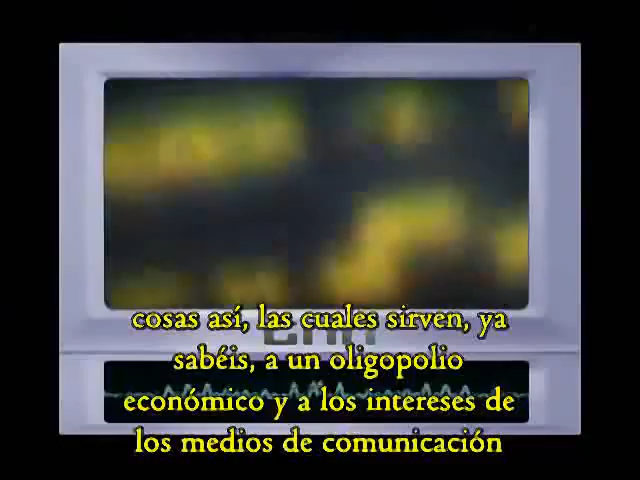 cosas así, las cuales sirven, ya
sabéis, a un oligopolio
económico y a los intereses de
los medios de comunicación